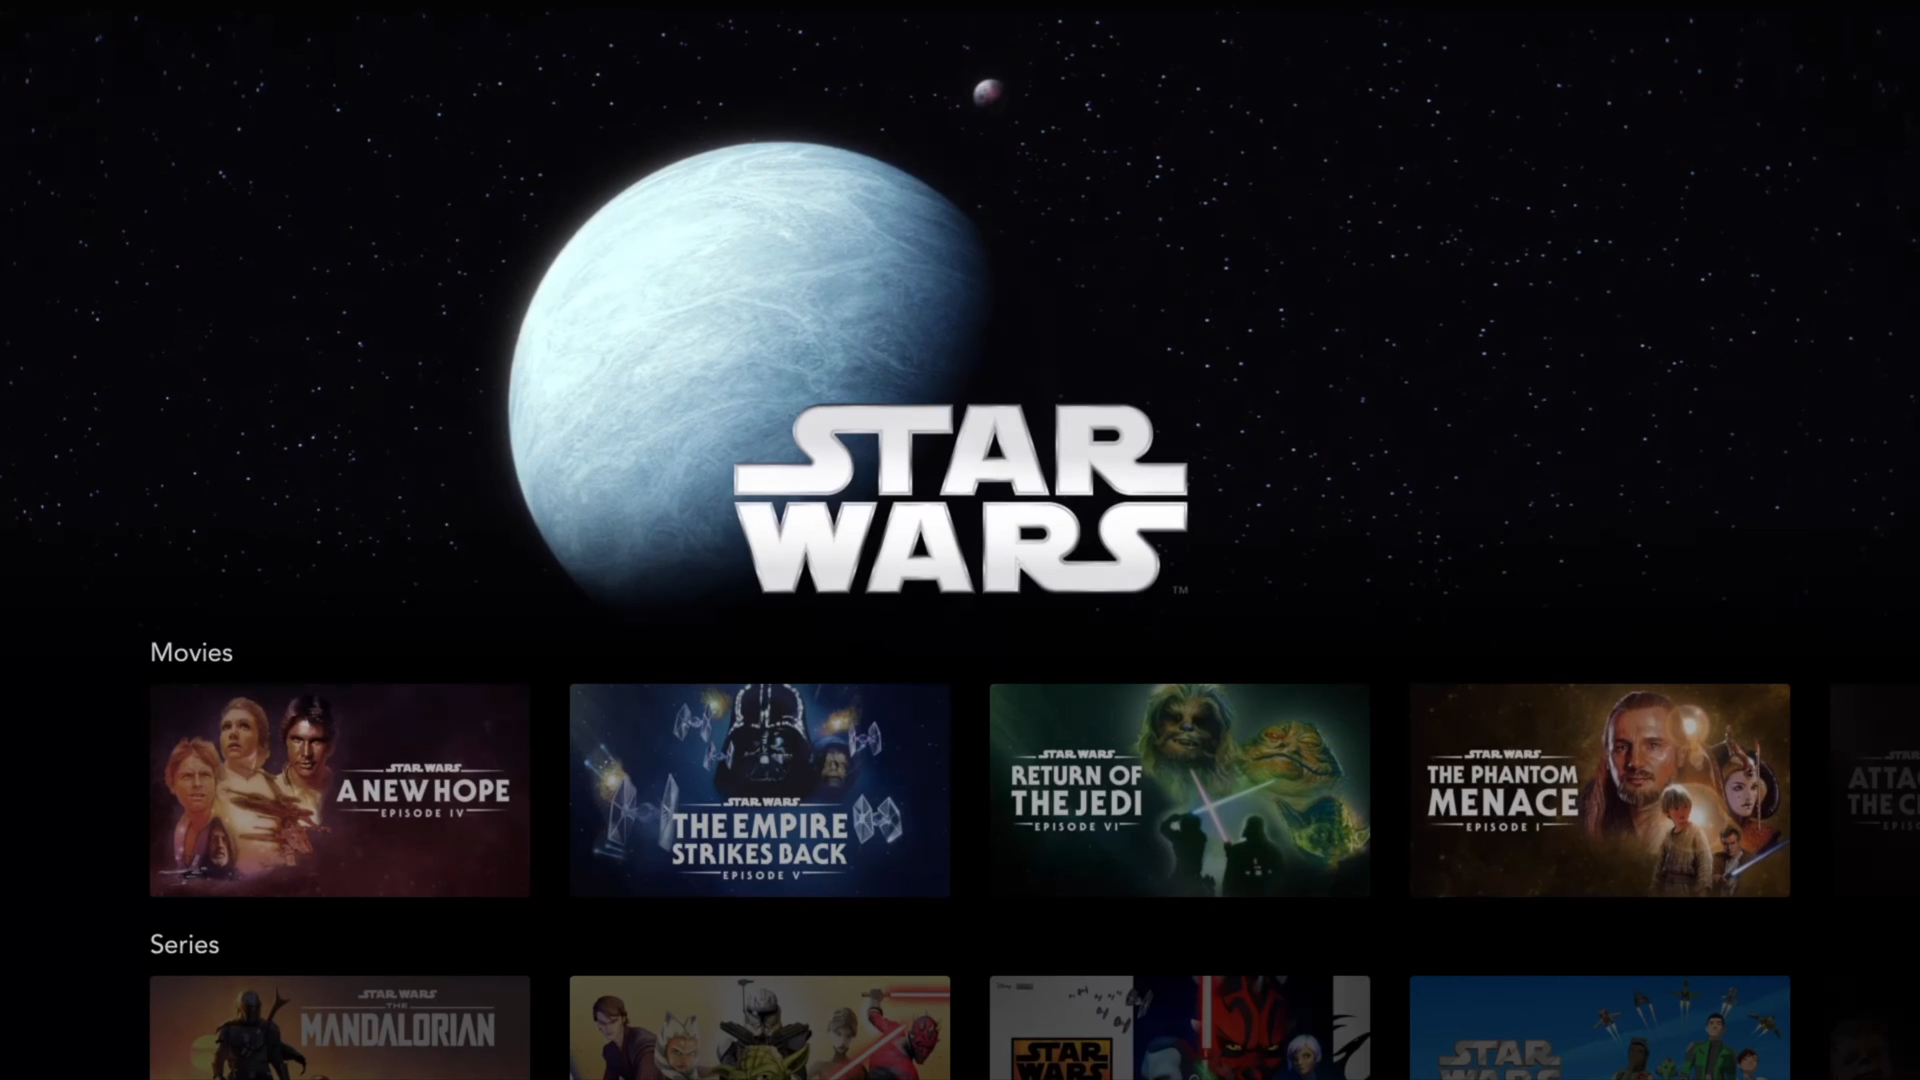 STAR
WARS
TM
Movies
STAR WARS
A NEW HOPE
EPISODE IV
STAR WARS
THE EMPIRE
STRIKES BACK
EPISODE V
STAR WARS
RETURN OF
THE JEDI
EPISODE VI
STAR WARS
THE PHANTOM
MENACE
EPISODE I
Series
STAR WARS
THE
MANDALORIAN
STAR
WARS
STAR
WARS